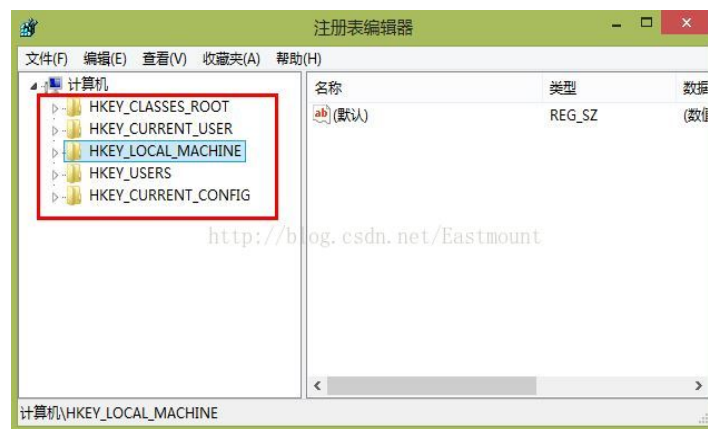 注册表编辑器
文件(F) 编辑(E) 查看(V) 收藏夹(A) 帮助(H)
计算机
HKEY_CLASSES_ROOT
HKEY_CURRENT_USER
HKEY_LOCAL_MACHINE
HKEY_USERS
HKEY_CURRENT_CONFIG
名称 类型 数据
ab (默认) REG_SZ (数值
http://blog.csdn.net/Eastmount
计算机\HKEY_LOCAL_MACHINE